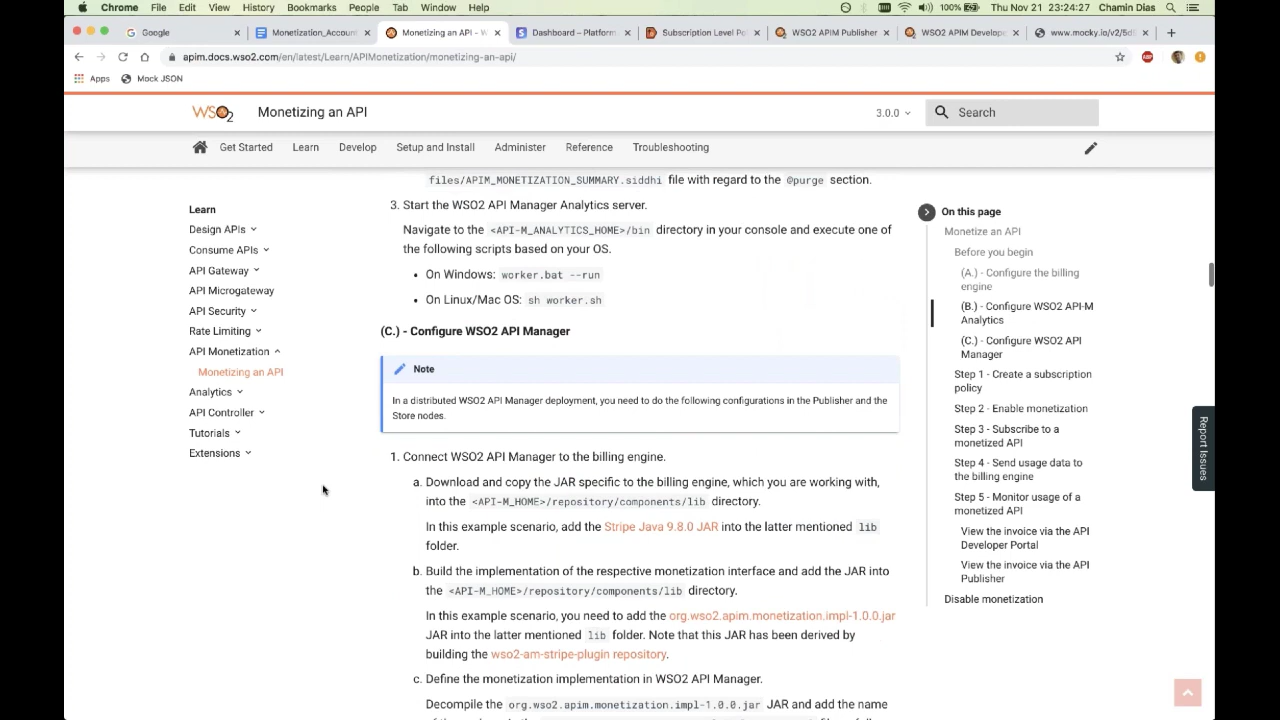 Chrome File Edit View History Bookmarks People Tab Window Help 100% Thu Nov 21 23:24:27 Chamin Dias
Google Monetization_Account Monetizing an API - W Dashboard – Platform Subscription Level Po WSO2 APIM Publisher WSO2 APIM Develope www.mocky.io/v2/5d
apim.docs.wso2.com/en/latest/Learn/APIMonetization/monetizing-an-api/
Apps Mock JSON
WSO2 Monetizing an API 3.0.0 Search
Get Started Learn Develop Setup and Install Administer Reference Troubleshooting
Learn
Design APIs
Consume APIs
API Gateway
API Microgateway
API Security
Rate Limiting
API Monetization
Monetizing an API
Analytics
API Controller
Tutorials
Extensions
files/APIM_MONETIZATION_SUMMARY.siddhi file with regard to the @purge section.
3. Start the WSO2 API Manager Analytics server.
Navigate to the <API-M_ANALYTICS_HOME>/bin directory in your console and execute one of
the following scripts based on your OS.
• On Windows: worker.bat --run
• On Linux/Mac OS: sh worker.sh
(C.) - Configure WSO2 API Manager
Note
In a distributed WSO2 API Manager deployment, you need to do the following configurations in the Publisher and the
Store nodes.
1. Connect WSO2 API Manager to the billing engine.
a. Download and copy the JAR specific to the billing engine, which you are working with,
into the <API-M_HOME>/repository/components/lib directory.
In this example scenario, add the Stripe Java 9.8.0 JAR into the latter mentioned lib
folder.
b. Build the implementation of the respective monetization interface and add the JAR into
the <API-M_HOME>/repository/components/lib directory.
In this example scenario, you need to add the org.wso2.apim.monetization.impl-1.0.0.jar
JAR into the latter mentioned lib folder. Note that this JAR has been derived by
building the wso2-am-stripe-plugin repository.
c. Define the monetization implementation in WSO2 API Manager.
Decompile the org.wso2.apim.monetization.impl-1.0.0.jar JAR and add the name
On this page
Monetize an API
Before you begin
(A.) - Configure the billing
engine
(B.) - Configure WSO2 API-M
Analytics
(C.) - Configure WSO2 API
Manager
Step 1 - Create a subscription
policy
Step 2 - Enable monetization
Step 3 - Subscribe to a
monetized API
Step 4 - Send usage data to
the billing engine
Step 5 - Monitor usage of a
monetized API
View the invoice via the API
Developer Portal
View the invoice via the API
Publisher
Disable monetization
Report Issues